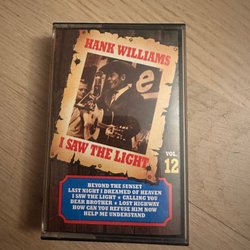 HANK WILLIAMS
I SAW THE LIGHT
VOL.
12
BEYOND THE SUNSET
LAST NIGHT I DREAMED OF HEAVEN
I SAW THE LIGHT • CALLING YOU
DEAR BROTHER • LOST HIGHWAY
HOW CAN YOU REFUSE HIM NOW
HELP ME UNDERSTAND